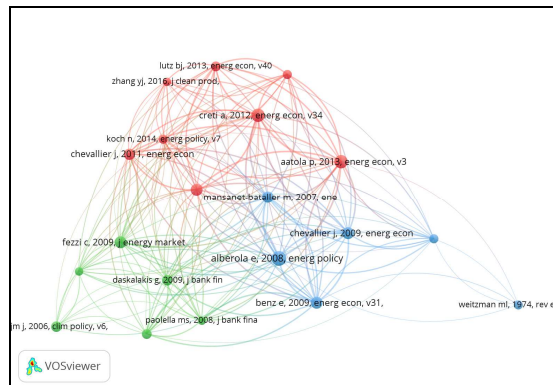 lutz bj, 2013, energ econ, v40
zhang yj, 2016, j clean prod,
creti a, 2012, energ econ, v34
koch n, 2014, energ policy, v7
chevallier j, 2011, energ econ
aatola p, 2013, energ econ, v3
mansanet-bataller m, 2007, ene
chevallier j, 2009, energ econ
fezzi c, 2009, j energy market
alberola e, 2008, energy policy
daskalakis g, 2009, j bank fin
benz e, 2009, energ econ, v31,
weitzman ml, 1974, rev e
paolella ms, 2008, j bank fina
jm j, 2006, clim policy, v6,
VOSviewer